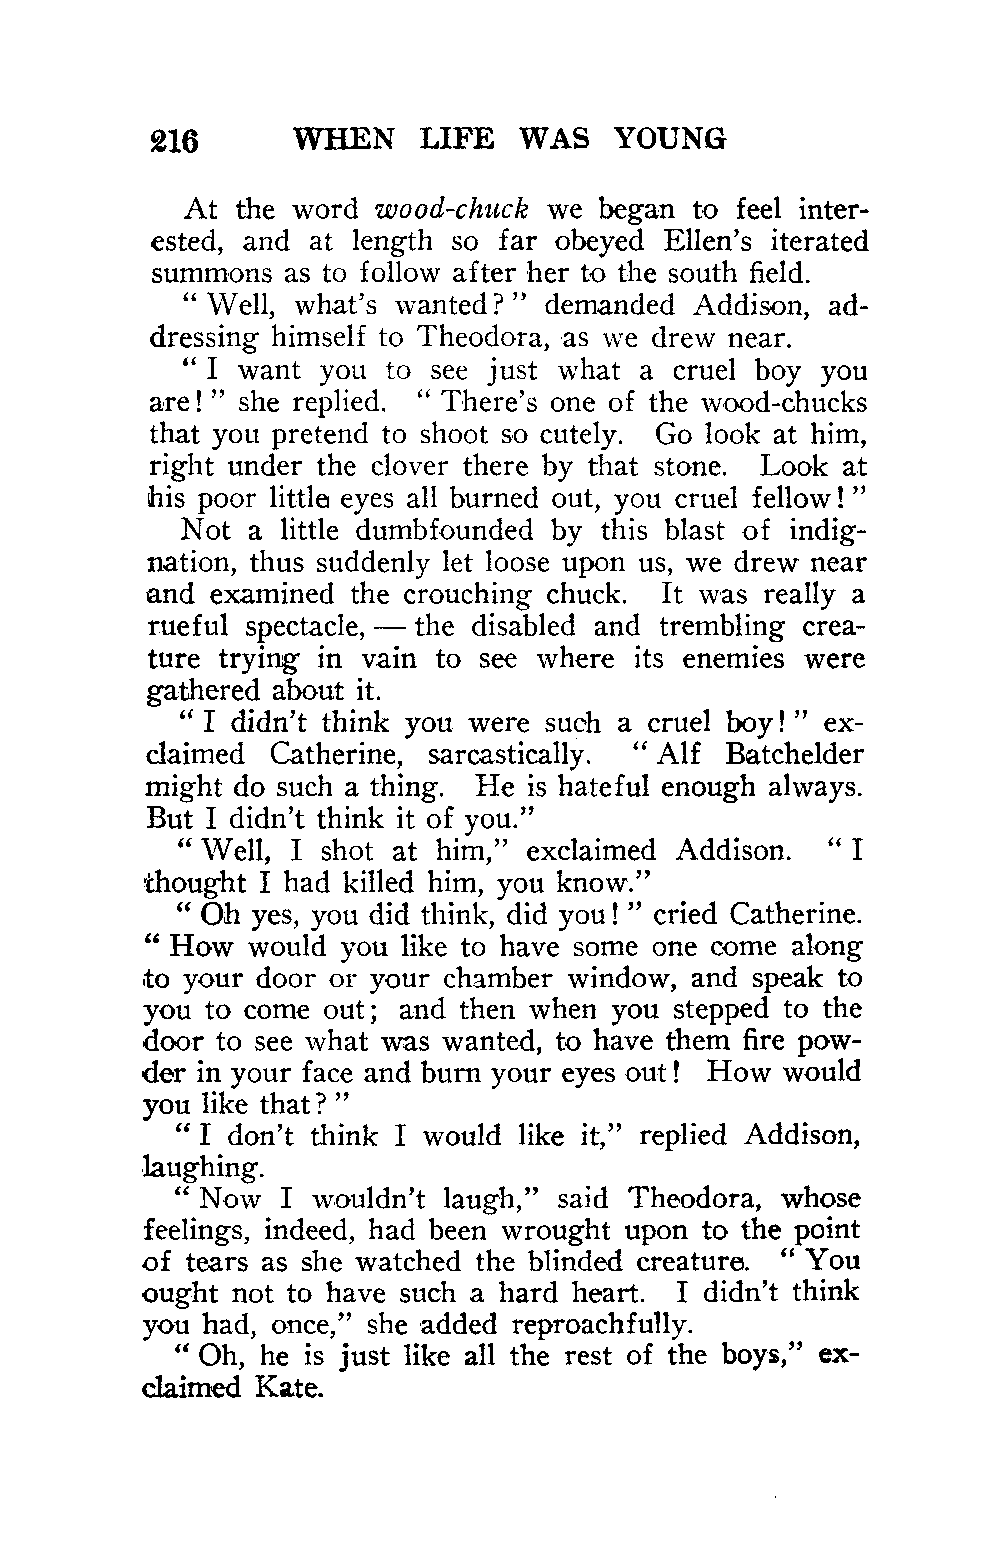 216 WHEN LIFE WAS YOUNG
At the word wood-chuck we began to feel inter-
ested, and at length so far obeyed Ellen's iterated
summons as to follow after her to the south field.
" Well, what's wanted? " demanded Addison, ad-
dressing himself to Theodora, as we drew near.
" I want you to see just what a cruel boy you
are! " she replied. " There's one of the wood-chucks
that you pretend to shoot so cutely. Go look at him,
right under the clover there by that stone. Look at
his poor little eyes all burned out, you cruel fellow! "
Not a little dumbfounded by this blast of indig-
nation, thus suddenly let loose upon us, we drew near
and examined the crouching chuck. It was really a
rueful spectacle, — the disabled and trembling crea-
ture trying in vain to see where its enemies were
gathered about it.
" I didn't think you were such a cruel boy! " ex-
claimed Catherine, sarcastically. " Alf Batchelder
might do such a thing. He is hateful enough always.
But I didn't think it of you."
" Well, I shot at him," exclaimed Addison. " I
thought I had killed him, you know."
" Oh yes, you did think, did you! " cried Catherine.
" How would you like to have some one come along
to your door or your chamber window, and speak to
you to come out; and then when you stepped to the
door to see what was wanted, to have them fire pow-
der in your face and burn your eyes out! How would
you like that? "
" I don't think I would like it," replied Addison,
laughing.
" Now I wouldn't laugh," said Theodora, whose
feelings, indeed, had been wrought upon to the point
of tears as she watched the blinded creature. " You
ought not to have such a hard heart. I didn't think
you had, once," she added reproachfully.
" Oh, he is just like all the rest of the boys," ex-
claimed Kate.